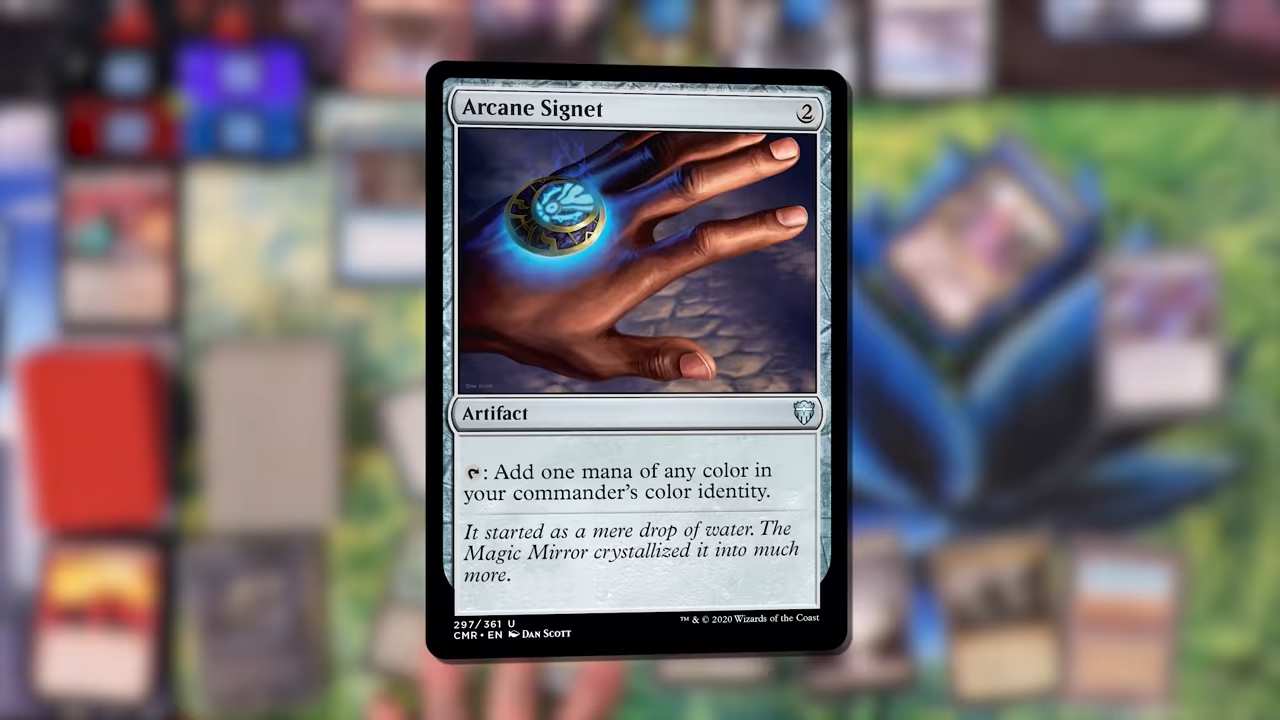 Arcane Signet 2
Artifact
: Add one mana of any color in
your commander's color identity.
It started as a mere drop of water. The
Magic Mirror crystallized it into much
more.
297/361 U
™ & © 2020 Wizards of the Coast
CMR • EN Dan Scott